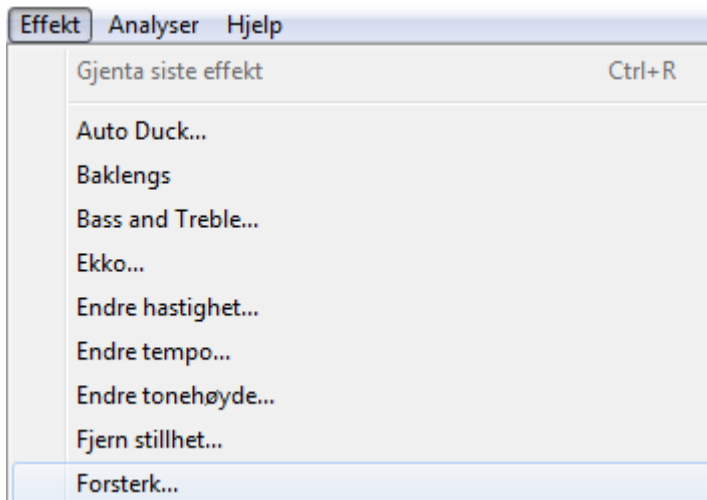 Effekt Analyser Hjelp
Gjenta siste effekt Ctrl+R
Auto Duck...
Baklengs
Bass and Treble...
Ekko...
Endre hastighet...
Endre tempo...
Endre tonehøyde...
Fjern stillhet...
Forsterk...